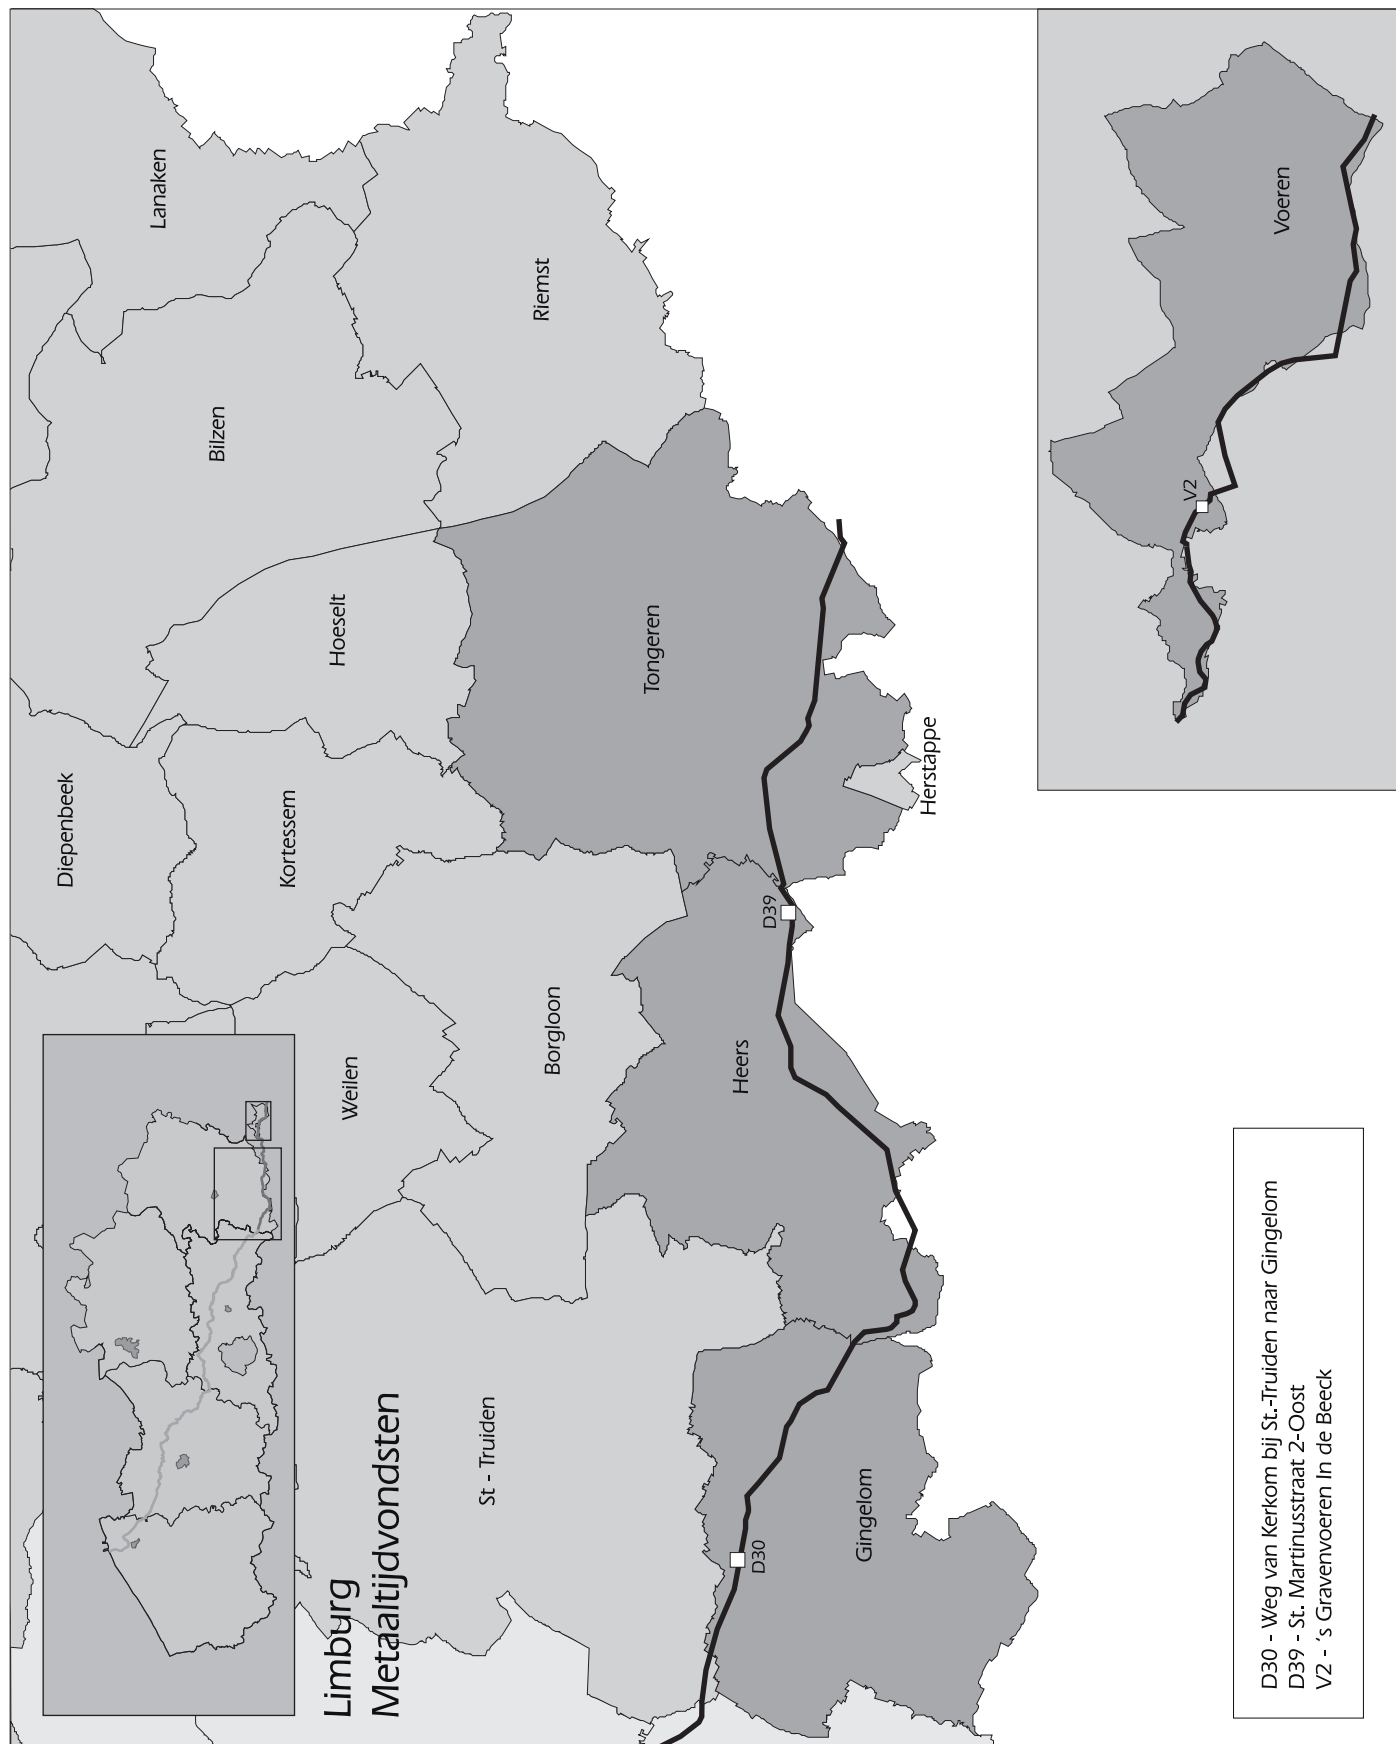 Limburg
Metaaltijdvondsten
Lanaken
Riemst
Bilzen
Hoeselt
Tongeren
Herstappe
Diepenbeek
Kortessem
Borgloon
Weilen
Heers
D39
St - Truiden
Gingelom
D30
Voeren
V2
D30 - Weg van Kerkom bij St.-Truiden naar Gingelom
D39 - St. Martinusstraat 2-Oost
V2 - ‘s Gravenvoeren In de Beeck